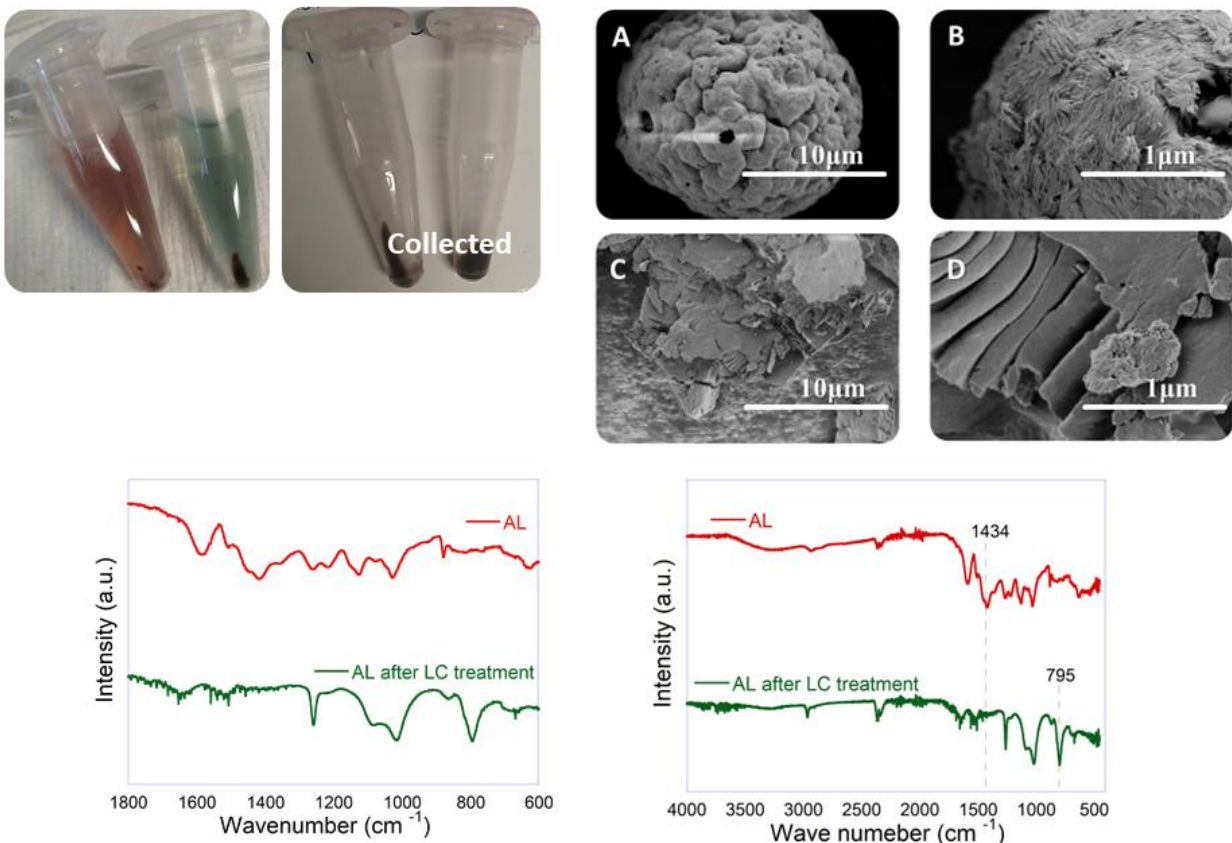 Collected
A
10μm
B
1μm
C
10μm
D
1μm
AL
AL after LC treatment
Intensity (a.u.)
1800 1600 1400 1200 1000 800 600
Wavenumber (cm -1)
1434
AL
795
AL after LC treatment
Intensity (a.u.)
4000 3500 3000 2500 2000 1500 1000 500
Wave numeber (cm-1)